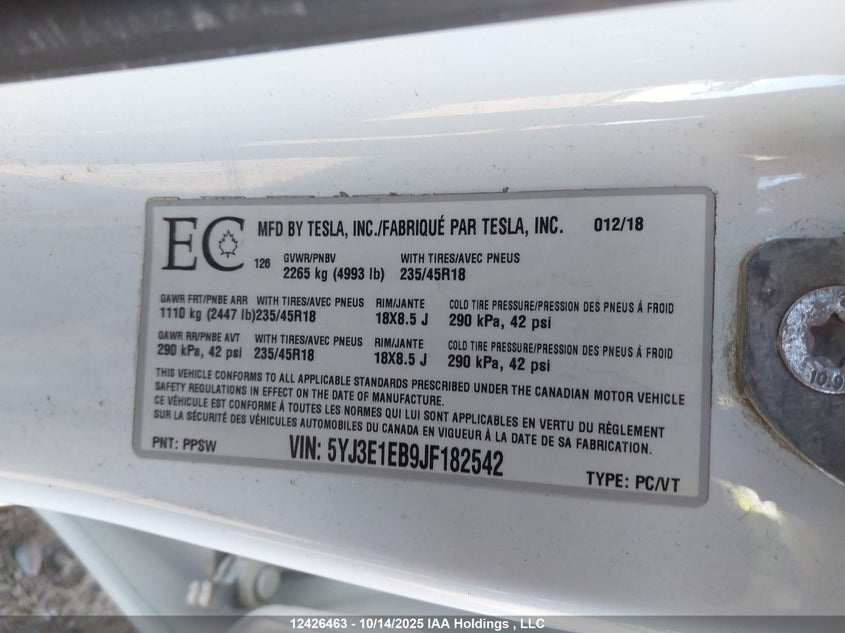 EC MFD BY TESLA, INC./FABRIQUÉ PAR TESLA, INC. 012/18
126 GVWR/PNBV WITH TIRES/AVEC PNEUS
2265 kg (4993 lb) 235/45R18
GAWR FRT/PNBE ARR WITH TIRES/AVEC PNEUS RIM/JANTE COLD TIRE PRESSURE/PRESSION DES PNEUS À FROID
1110 kg (2447 lb)235/45R18 18X8.5 J 290 kPa, 42 psi
GAWR RR/PNBE AVT WITH TIRES/AVEC PNEUS RIM/JANTE COLD TIRE PRESSURE/PRESSION DES PNEUS À FROID
290 kPa, 42 psi 235/45R18 18X8.5 J 290 kPa, 42 psi
THIS VEHICLE CONFORMS TO ALL APPLICABLE STANDARDS PRESCRIBED UNDER THE CANADIAN MOTOR VEHICLE
SAFETY REGULATIONS IN EFFECT ON THE DATE OF MANUFACTURE.
CE VÉHICULE EST CONFORME À TOUTES LES NORMES QUI LUI SONT APPLICABLES EN VERTU DU RÈGLEMENT
SUR LA SÉCURITÉ DES VÉHICULES AUTOMOBILES DU CANADA EN VIGUEUR À LA DATE DE SA FABRICATION.
PNT: PPSW VIN: 5YJ3E1EB9JF182542 TYPE: PC/VT
10.9
12426463 - 10/14/2025 IAA Holdings , LLC